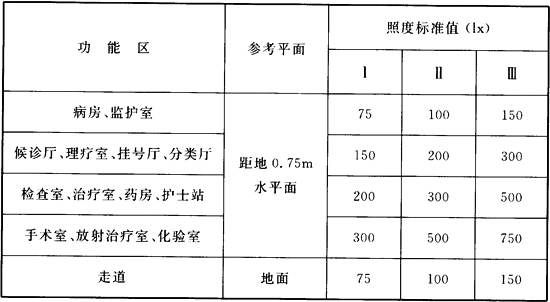 功 能 区 参考平面 照度标准值(lx)
Ⅰ Ⅱ Ⅲ
病房、监护室 75 100 150
候诊厅、理疗室、挂号厅、分类厅 150 200 300
距地0.75m
水平面
检查室、治疗室、药房、护士站 200 300 500
手术室、放射治疗室、化验室 300 500 750
走道 地面 75 100 150